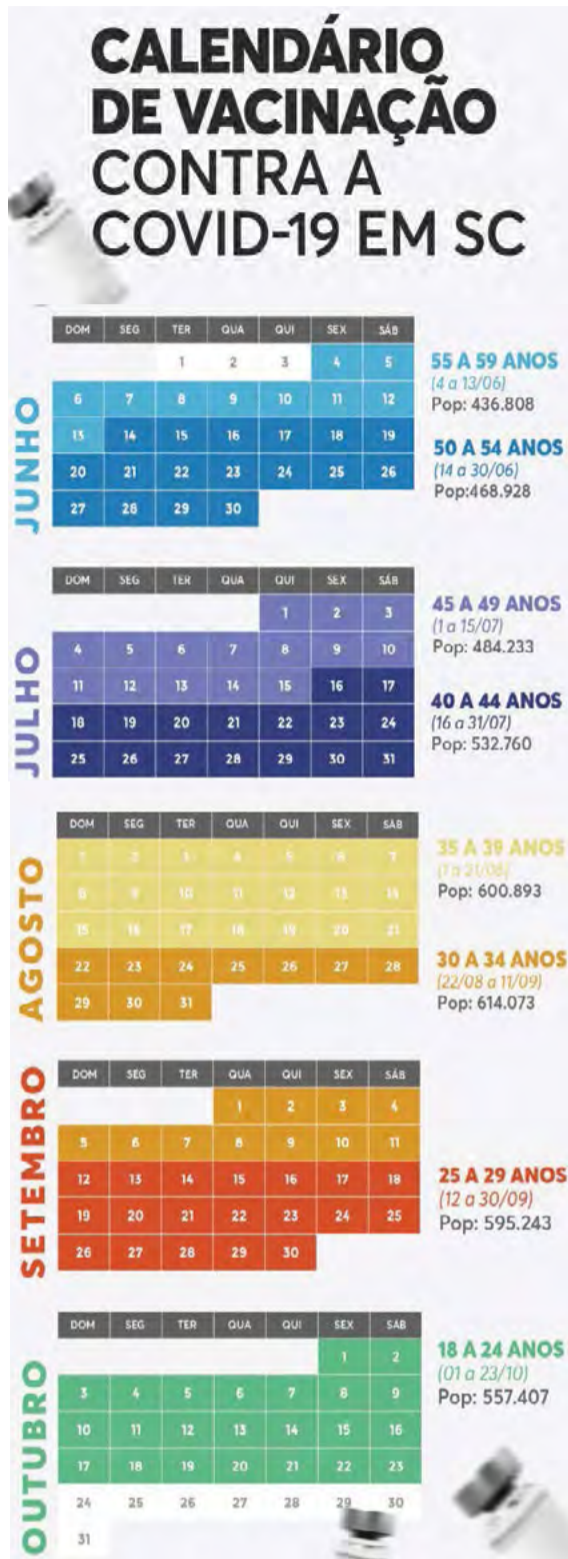 CALENDÁRIO
DE VACINAÇÃO
CONTRA A
COVID-19 EM SC
JUNHO
DOM SEG TER QUA QUI SEX SÁB
1 2 3 4 5
6 7 8 9 10 11 12
13 14 15 16 17 18 19
20 21 22 23 24 25 26
27 28 29 30
55 A 59 ANOS
(4 a 13/06)
Pop: 436.808
50 A 54 ANOS
(14 a 30/06)
Pop:468.928
JULHO
DOM SEG TER QUA QUI SEX SÁB
1 2 3
4 5 6 7 8 9 10
11 12 13 14 15 16 17
18 19 20 21 22 23 24
25 26 27 28 29 30 31
45 A 49 ANOS
(1 a 15/07)
Pop: 484.233
40 A 44 ANOS
(16 a 31/07)
Pop: 532.760
AGOSTO
DOM SEG TER QUA QUI SEX SÁB
1 2 3 4 5 6 7
8 9 10 11 12 13 14
15 16 17 18 19 20 21
22 23 24 25 26 27 28
29 30 31
35 A 39 ANOS
(1 a 21/08)
Pop: 600.893
30 A 34 ANOS
(22/08 a 11/09)
Pop: 614.073
SETEMBRO
DOM SEG TER QUA QUI SEX SÁB
1 2 3 4
5 6 7 8 9 10 11
12 13 14 15 16 17 18
19 20 21 22 23 24 25
26 27 28 29 30
25 A 29 ANOS
(12 a 30/09)
Pop: 595.243
OUTUBRO
DOM SEG TER QUA QUI SEX SÁB
1 2
3 4 5 6 7 8 9
10 11 12 13 14 15 16
17 18 19 20 21 22 23
24 25 26 27 28 29 30
31
18 A 24 ANOS
(01 a 23/10)
Pop: 557.407